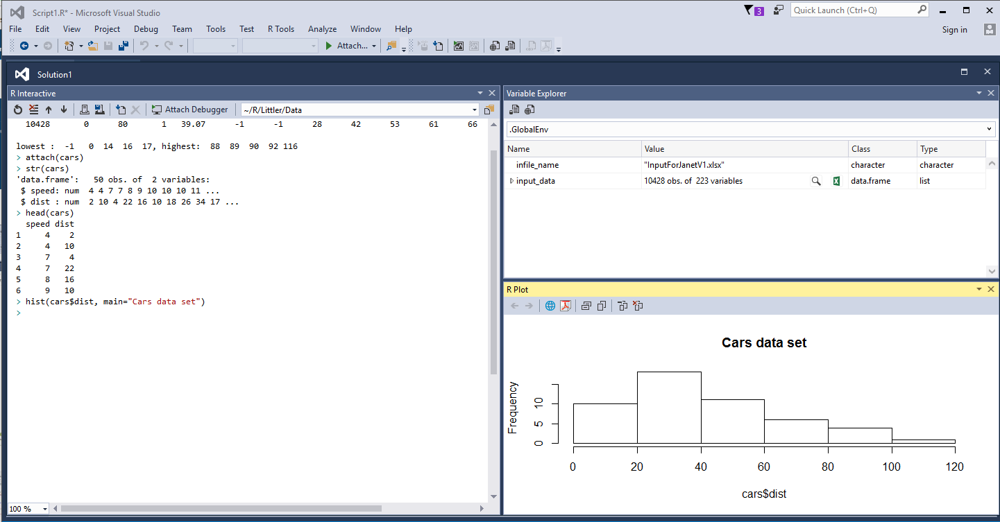 Script1.R* - Microsoft Visual Studio
3
Quick Launch (Ctrl+Q)
File Edit View Project Debug Team Tools Test R Tools Analyze Window Help
Sign in
Attach...
Solution1
R Interactive
Attach Debugger
~/R/Littler/Data
10428 0 80 1 39.07 -1 -1 28 42 53 61 66
lowest : -1 0 14 16 17, highest: 88 89 90 92 116
> attach(cars)
> str(cars)
'data.frame': 50 obs. of 2 variables:
$ speed: num 4 4 7 7 8 9 10 10 10 11 ...
$ dist : num 2 10 4 22 16 10 18 26 34 17 ...
> head(cars)
speed dist
1 4 2
2 4 10
3 7 4
4 7 22
5 8 16
6 9 10
> hist(cars$dist, main="Cars data set")
>
100 %
Variable Explorer
.GlobalEnv
Name Value Class Type
infile_name "InputForJanetV1.xlsx" character character
input_data 10428 obs. of 223 variables data.frame list
R Plot
Cars data set
Frequency
10
5
0
0 20 40 60 80 100 120
cars$dist